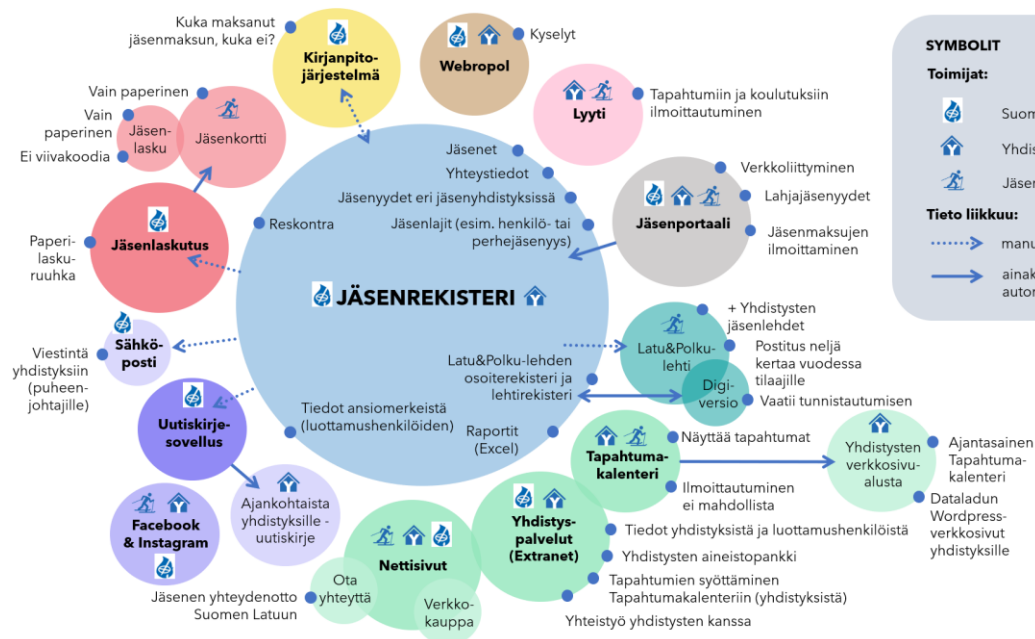 Kuka maksanut
jäsenmaksun, kuka ei?
Kirjanpito-
järjestelmä
Webropol
Kyselyt
Lyyti
Tapahtumiin ja koulutuksiin
ilmoittautuminen
SYMBOLIT
Toimijat:
Tieto liikkuu:
Vain paperinen
Vain
paperinen
Ei viivakoodia
Jäsen-
lasku
Jäsenkortti
Jäsenlaskutus
Paperi-
lasku-
ruuhka
Jäsenet
Yhteystiedot
Jäsenyydet eri jäsenyhdistyksissä
Jäsenlajit (esim. henkilö- tai
perhejäsenyys)
Reskontra
JÄSENREKISTERI
Jäsenportaali
Verkkoliittyminen
Lahjajäsenyydet
Jäsenmaksujen
ilmoittaminen
Sähkö-
posti
Viestintä
yhdistyksiin
(puheen-
johtajille)
Uutiskirje-
sovellus
Tiedot ansiomerkeistä
(luottamushenkilöiden)
Latu&Polku-lehden
osoiterekisteri ja
lehtirekisteri
Raportit
(Excel)
Latu&Polku-
lehti
+ Yhdistysten
jäsenlehdet
Postitus neljä
kertaa vuodessa
tilaajille
Digi-
versio
Vaatii tunnistautumisen
Tapahtuma-
kalenteri
Näyttää tapahtumat
Ilmoittautuminen
ei mahdollista
Yhdistysten
verkkosivu-
alusta
Ajantasainen
Tapahtuma-
kalenteri
Dataladun
Wordpress-
verkkosivut
yhdistyksille
Facebook
& Instagram
Ajankohtaista
yhdistyksille -
uutiskirje
Nettisivut
Ota
yhteyttä
Verkko-
kauppa
Jäsenen yhteydenotto
Suomen Latuun
Yhdistys-
palvelut
(Extranet)
Tiedot yhdistyksistä ja luottamushenkilöistä
Yhdistysten aineistopankki
Tapahtumien syöttäminen
Tapahtumakalenteriin (yhdistyksistä)
Yhteistyö yhdistysten kanssa